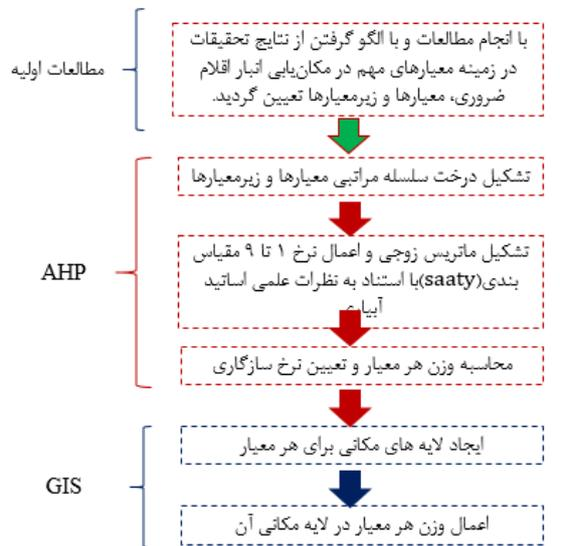 با انجام مطالعات و با الگو گرفتن از نتایج تحقیقات
در زمینه معیارهای مهم در مکان‌یابی انبار اقلام
ضروری، معیارها و زیرمعیارها تعیین گردید.
مطالعات اولیه
تشکیل درخت سلسله مراتبی معیارها و زیرمعیارها
تشکیل ماتریس زوجی و اعمال نرخ ۱ تا ۹ مقیاس
بندی(saaty)با استناد به نظرات علمی اساتید
محاسبه وزن هر معیار و تعیین نرخ سازگاری
AHP
ایجاد لایه های مکانی برای هر معیار
اعمال وزن هر معیار در لایه مکانی آن
GIS